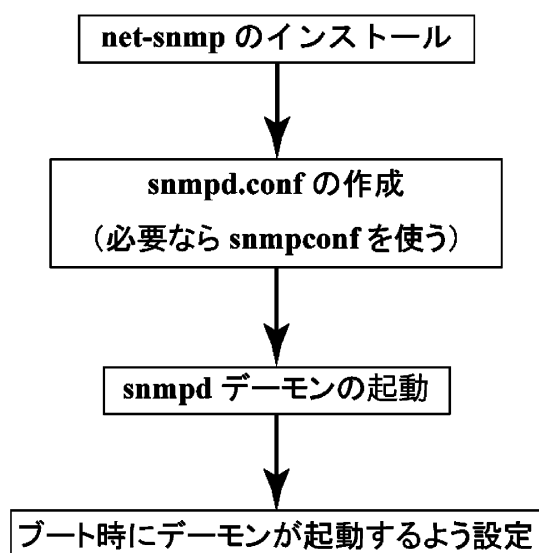 net-snmp のインストール
snmpd.conf の作成
（必要なら snmpconf を使う）
snmpd デーモンの起動
ブート時にデーモンが起動するよう設定